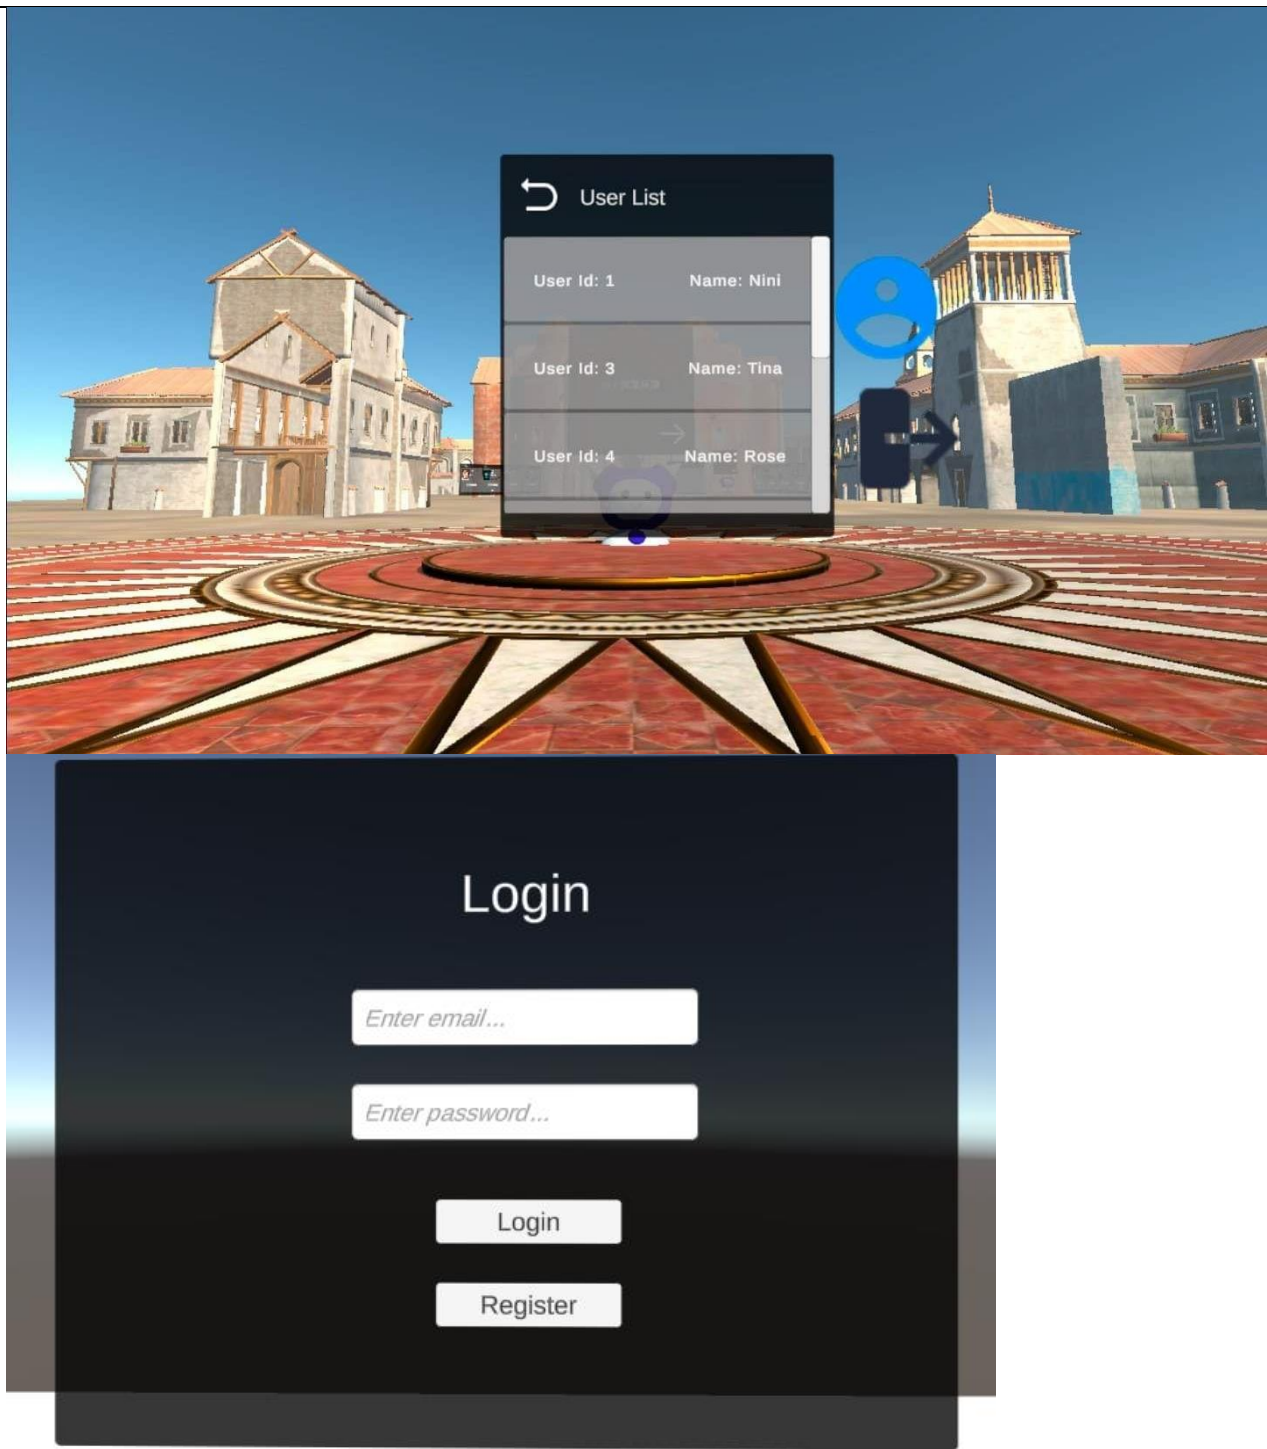 User List
User Id: 1 Name: Nini
User Id: 3 Name: Tina
User Id: 4 Name: Rose
Login
Enter email...
Enter password...
Login
Register